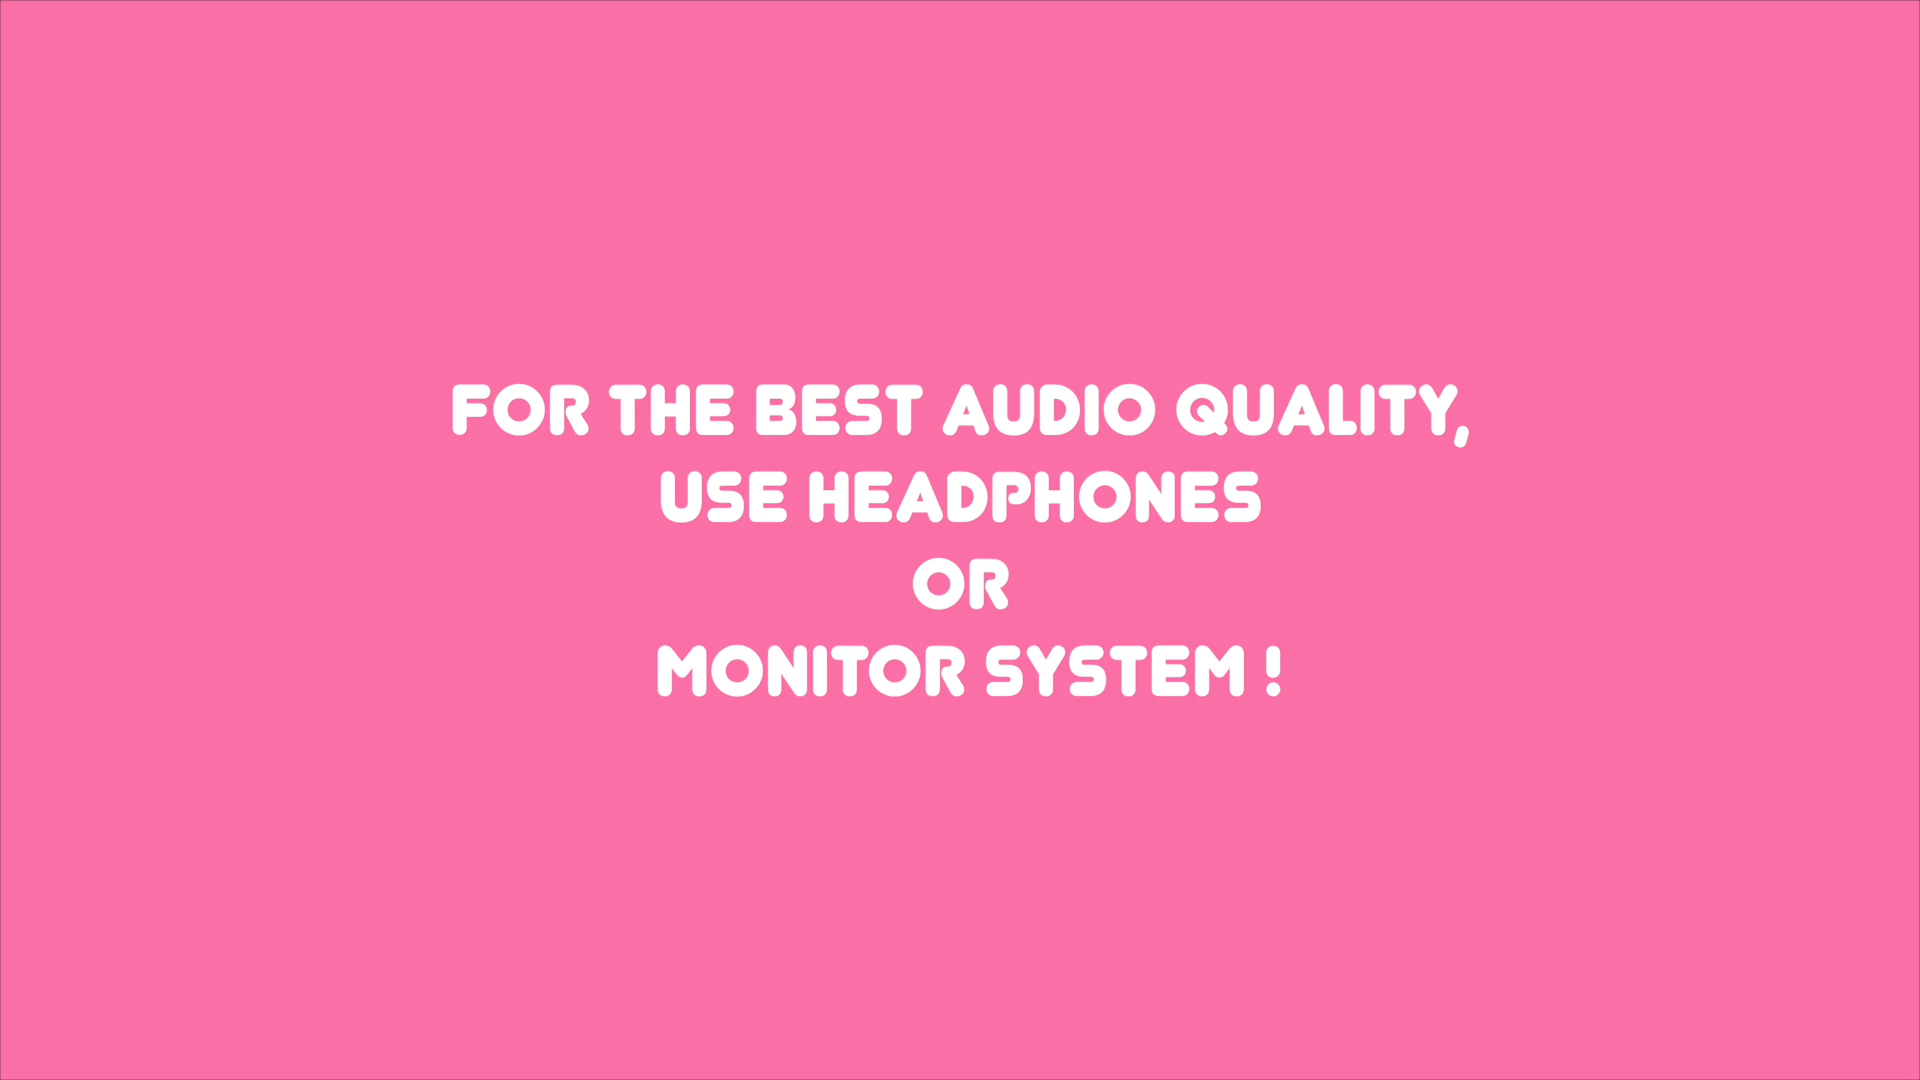 FOR THE BEST AUDIO QUALITY,
USE HEADPHONES
OR
MONITOR SYSTEM !